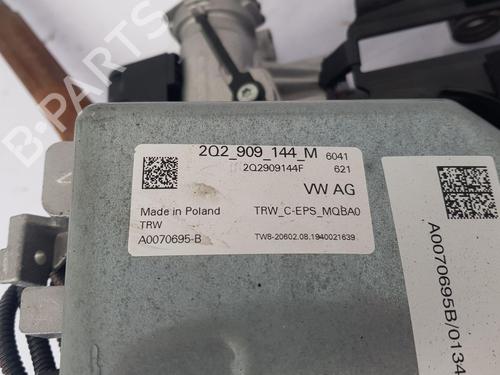 B-PARTS
2Q2_909_144_M 6041
2Q2909144F 621
VW AG
Made in Poland TRW_C-EPS_MQBA0
TRW
A0070695-B TW8-20602.08.1940021639
A0070695B/0134